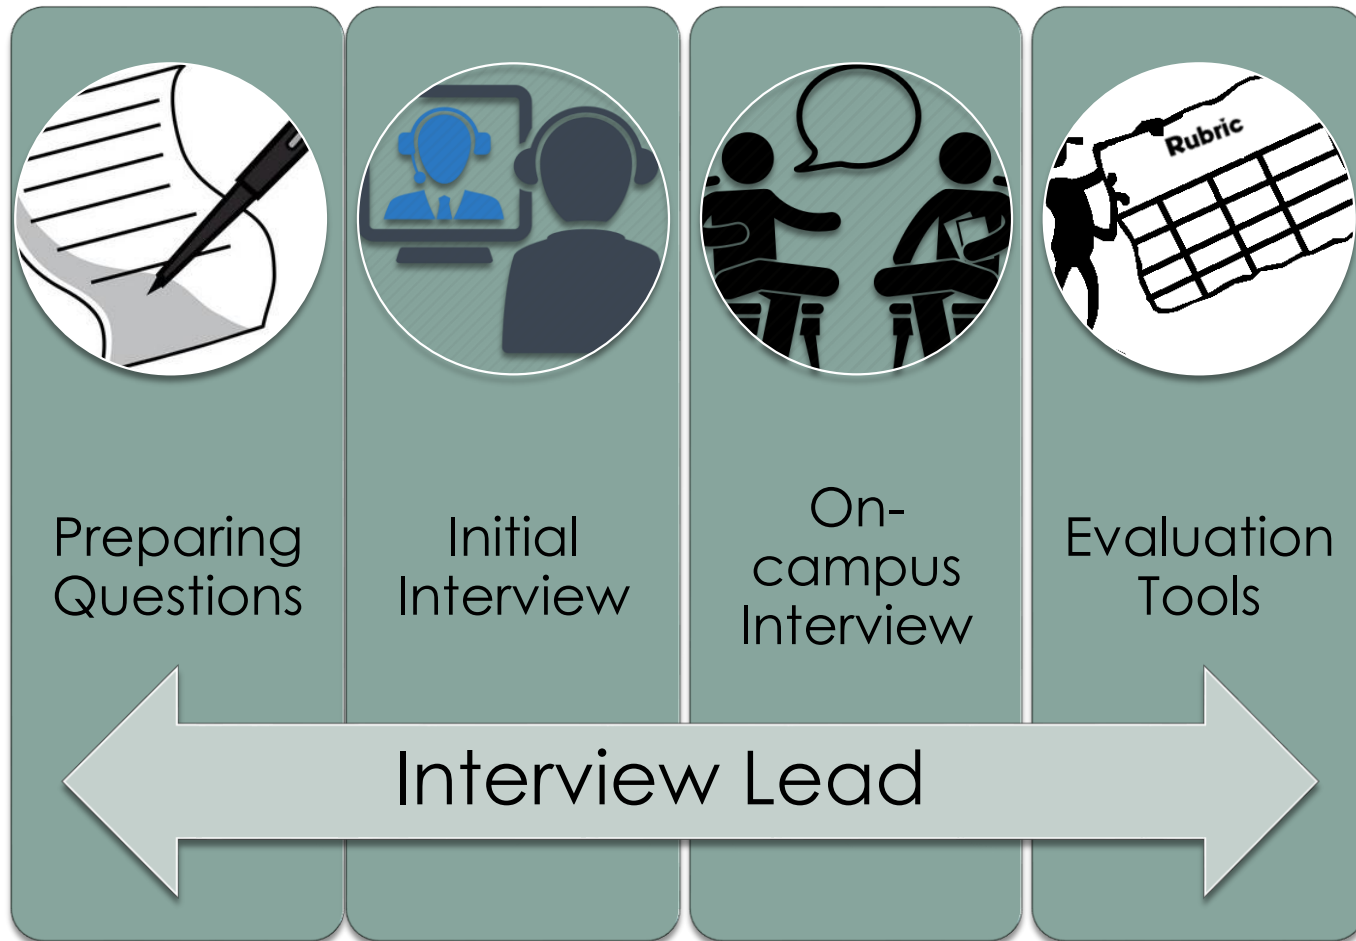 Rubric
Preparing
Questions
Initial
Interview
On-
campus
Interview
Evaluation
Tools
Interview Lead